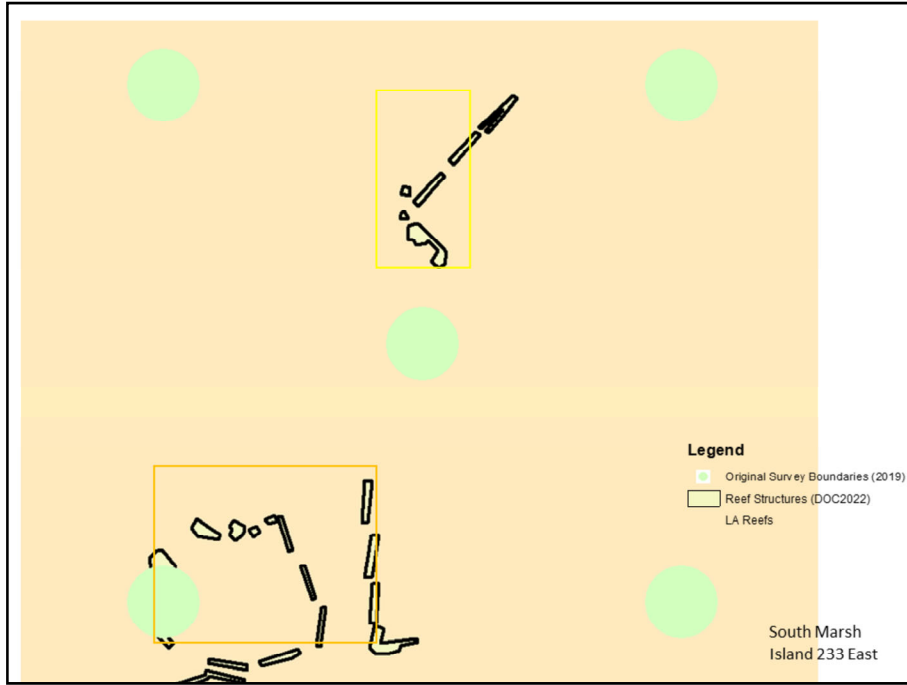 Legend
Original Survey Boundaries (2019)
Reef Structures (DOC2022)
LA Reefs
South Marsh
Island 233 East